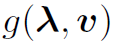 g(𝝀, 𝒗)